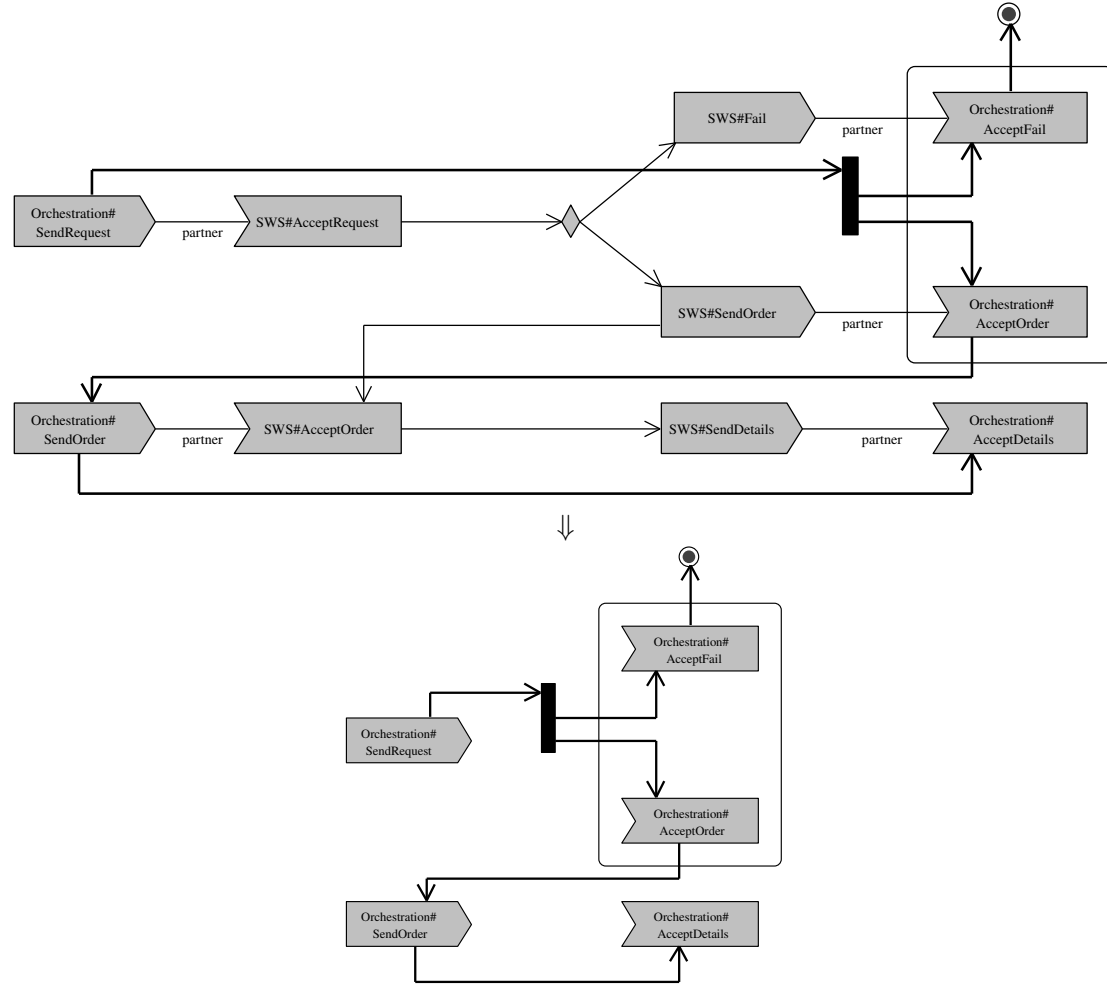 SWS#Fail
partner
Orchestration#
AcceptFail
Orchestration#
SendRequest
partner
SWS#AcceptRequest
SWS#SendOrder
partner
Orchestration#
AcceptOrder
Orchestration#
SendOrder
partner
SWS#AcceptOrder
SWS#SendDetails
partner
Orchestration#
AcceptDetails
⇓
Orchestration#
AcceptFail
Orchestration#
SendRequest
Orchestration#
AcceptOrder
Orchestration#
SendOrder
Orchestration#
AcceptDetails